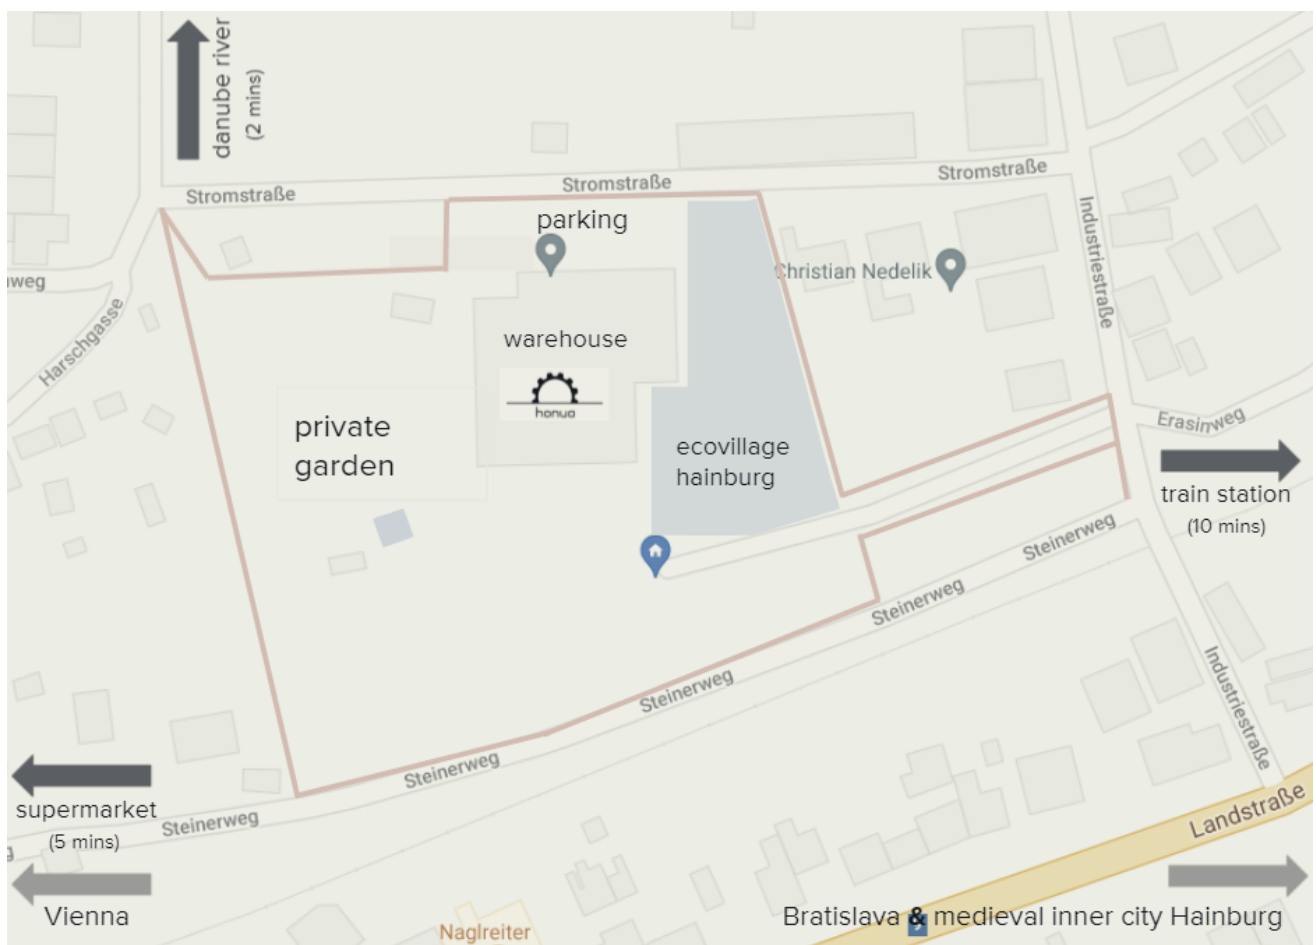 danube river
(2 mins)
Stromstraße
Stromstraße
Stromstraße
parking
Industriestraße
Christian Nedelik
Harschgasse
warehouse
honua
private
garden
ecovillage
hainburg
Erasinweg
train station
(10 mins)
Steinerweg
Steinerweg
Steinerweg
Steinerweg
Steinerweg
Industriestraße
supermarket
(5 mins)
Landstraße
Vienna
Bratislava & medieval inner city Hainburg
Naglreiter